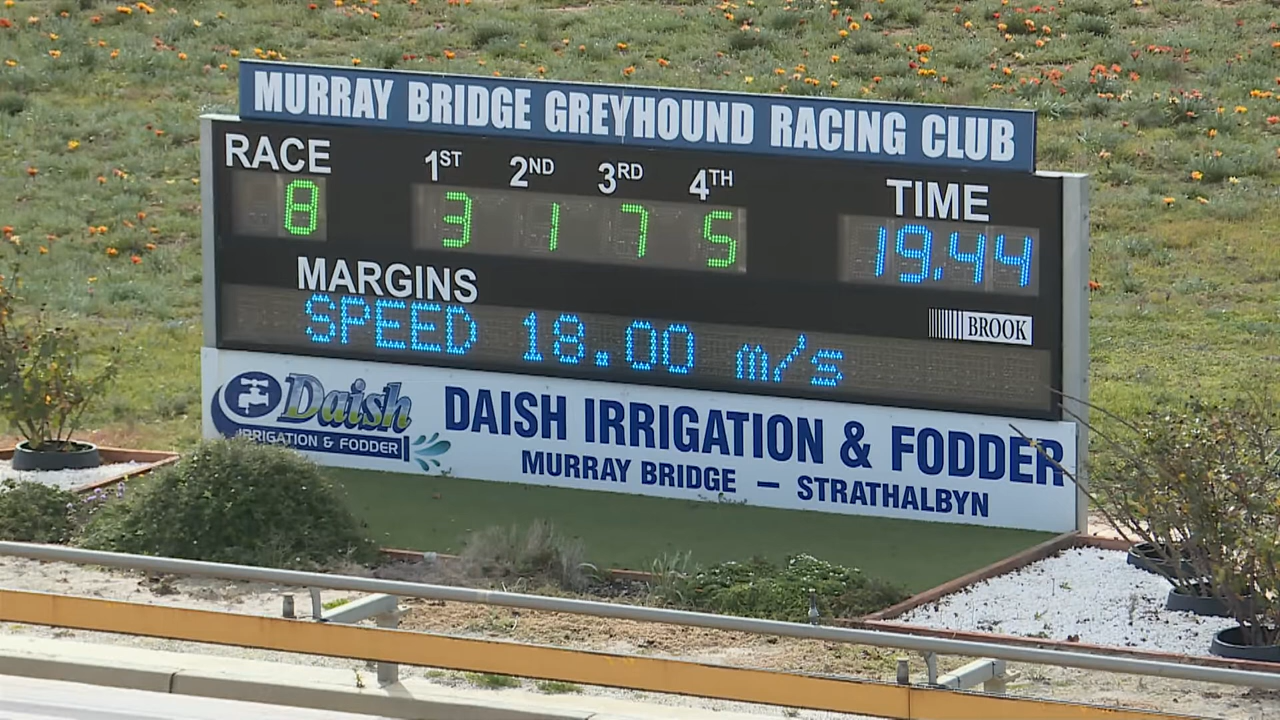 MURRAY BRIDGE GREYHOUND RACING CLUB
RACE 1ST 2ND 3RD 4TH TIME
8 3 1 7 5 19.44
MARGINS
SPEED 18.00 m/s
BROOK
Daish
IRRIGATION & FODDER
DAISH IRRIGATION & FODDER
MURRAY BRIDGE – STRATHALBYN